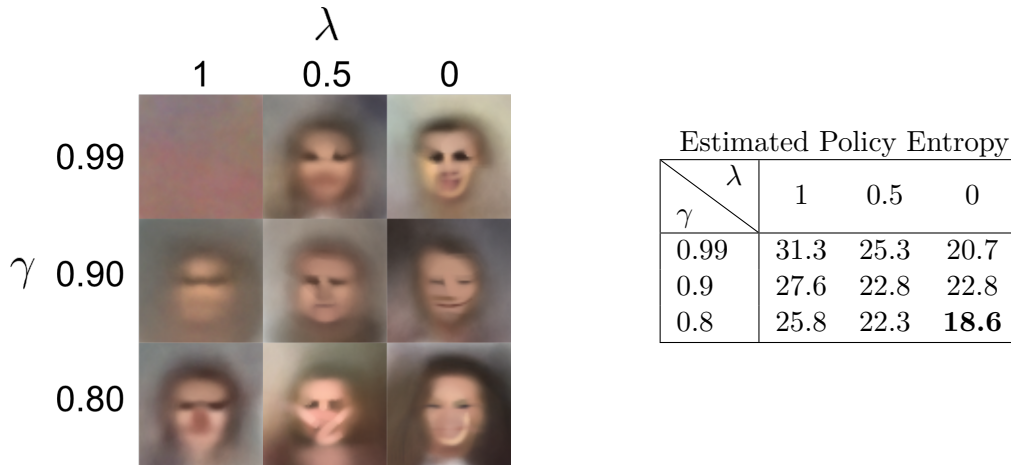 λ
1 0.5 0
0.99
γ 0.90
0.80
Estimated Policy Entropy
λ
γ
1 0.5 0
0.99 31.3 25.3 20.7
0.9 27.6 22.8 22.8
0.8 25.8 22.3 18.6